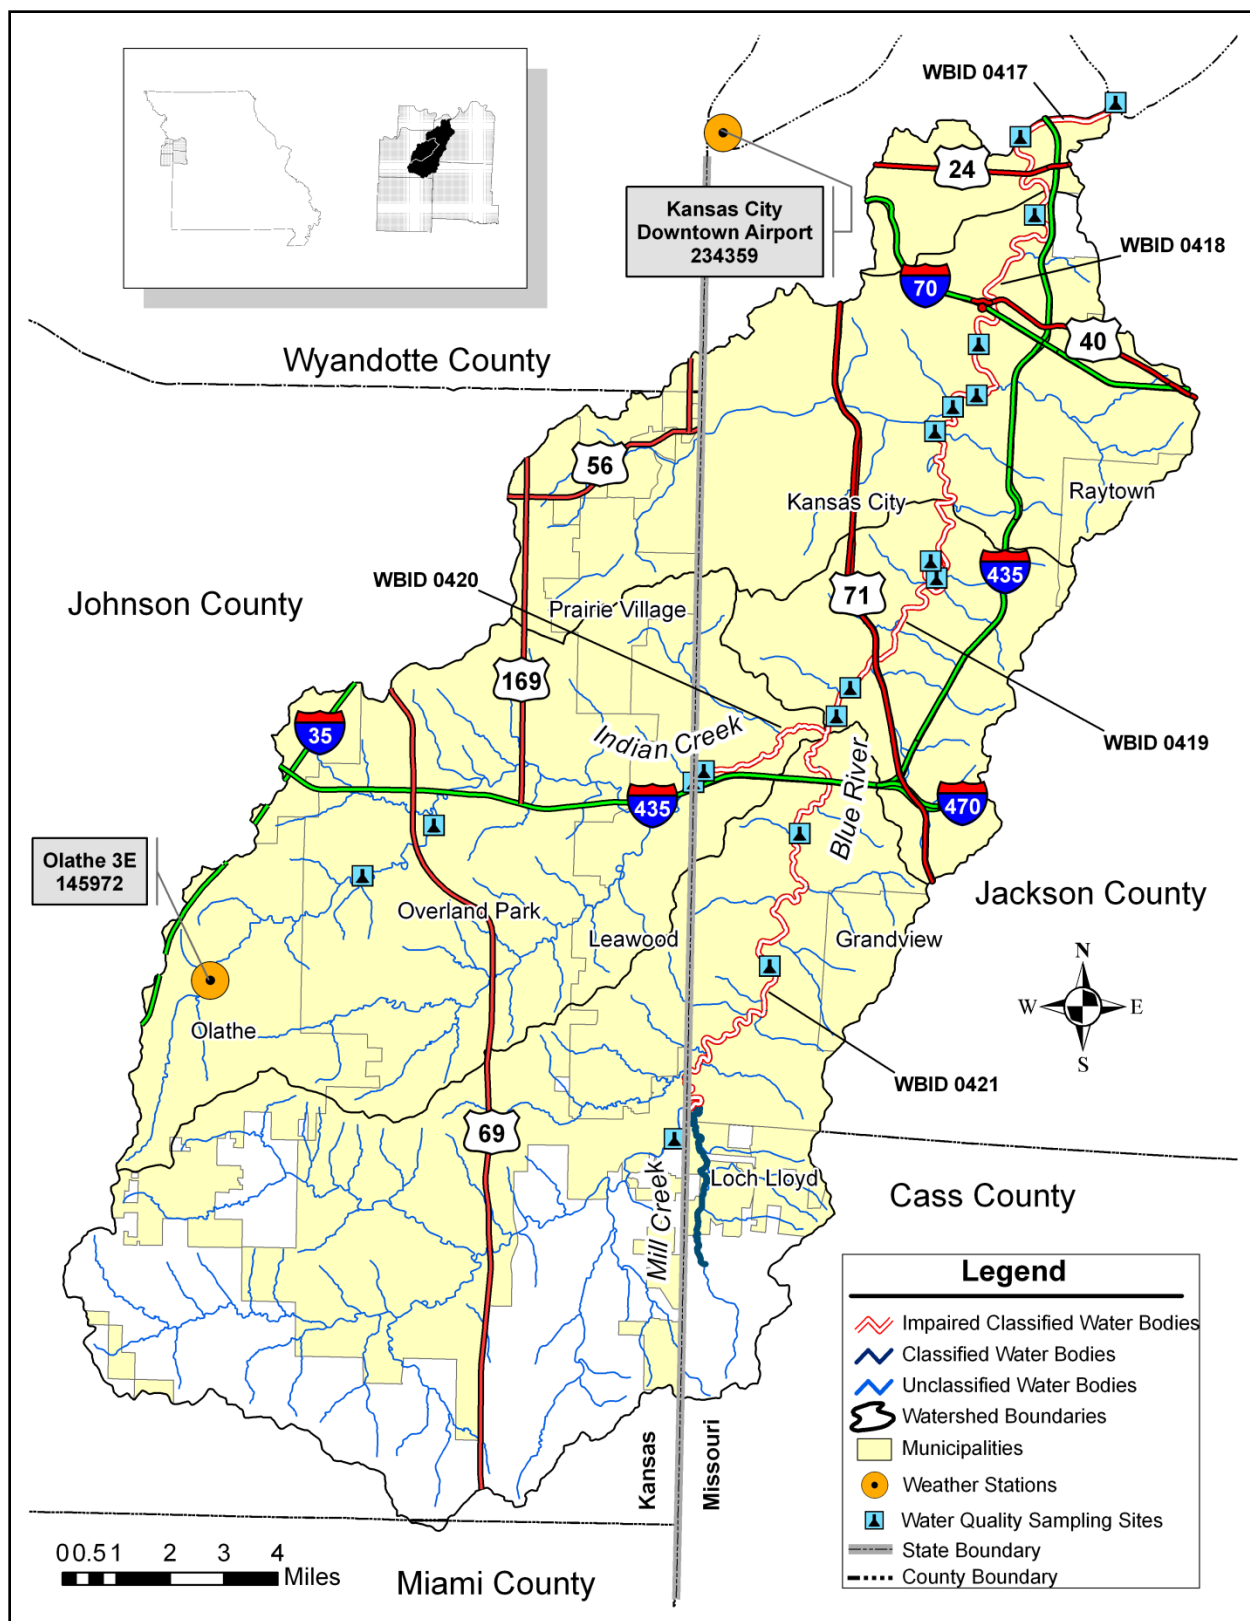 WBID 0417
24
Kansas City
Downtown Airport
234359
WBID 0418
70
40
Wyandotte County
56
Kansas City
Raytown
WBID 0420
435
Johnson County
Prairie Village
71
169
35
Indian Creek
WBID 0419
Blue River
435
470
Olathe 3E
145972
Jackson County
Overland Park
Leawood
Grandview
N
W
E
S
Olathe
WBID 0421
69
Mill Creek
Loch Lloyd
Cass County
Legend
Impaired Classified Water Bodies
Classified Water Bodies
Unclassified Water Bodies
Watershed Boundaries
Municipalities
Weather Stations
Water Quality Sampling Sites
State Boundary
County Boundary
Kansas
Missouri
0 0.5 1 2 3 4
Miles
Miami County